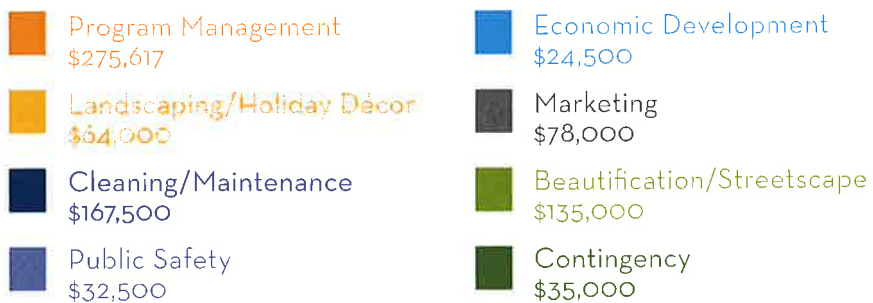 Program Management
$275,617
Landscaping/Holiday Décor
$64,000
Cleaning/Maintenance
$167,500
Public Safety
$32,500
Economic Development
$24,500
Marketing
$78,000
Beautification/Streetscape
$135,000
Contingency
$35,000